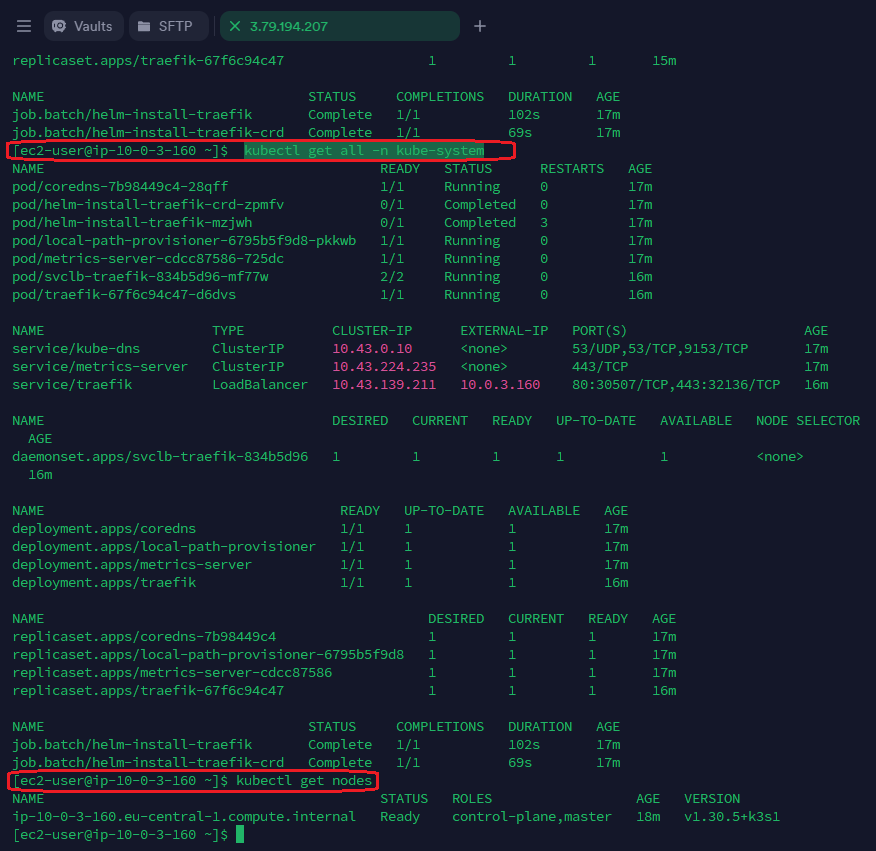 Vaults SFTP 3.79.194.207
replicaset.apps/traefik-67f6c94c47 1 1 1 15m
NAME STATUS COMPLETIONS DURATION AGE
job.batch/helm-install-traefik Complete 1/1 102s 17m
job.batch/helm-install-traefik-crd Complete 1/1 69s 17m
[ec2-user@ip-10-0-3-160 ~]$ kubectl get all -n kube-system
NAME READY STATUS RESTARTS AGE
pod/coredns-7b98449c4-28qff 1/1 Running 0 17m
pod/helm-install-traefik-crd-zpmfv 0/1 Completed 0 17m
pod/helm-install-traefik-mzjwh 0/1 Completed 3 17m
pod/local-path-provisioner-6795b5f9d8-pkkwb 1/1 Running 0 17m
pod/metrics-server-cdcc87586-725dc 1/1 Running 0 17m
pod/svclb-traefik-834b5d96-mf77w 2/2 Running 0 16m
pod/traefik-67f6c94c47-d6dvs 1/1 Running 0 16m
NAME TYPE CLUSTER-IP EXTERNAL-IP PORT(S) AGE
service/kube-dns ClusterIP 10.43.0.10 <none> 53/UDP,53/TCP,9153/TCP 17m
service/metrics-server ClusterIP 10.43.224.235 <none> 443/TCP 17m
service/traefik LoadBalancer 10.43.139.211 10.0.3.160 80:30507/TCP,443:32136/TCP 16m
NAME DESIRED CURRENT READY UP-TO-DATE AVAILABLE NODE SELECTOR
AGE
daemonset.apps/svclb-traefik-834b5d96 1 1 1 1 1 <none>
16m
NAME READY UP-TO-DATE AVAILABLE AGE
deployment.apps/coredns 1/1 1 1 17m
deployment.apps/local-path-provisioner 1/1 1 1 17m
deployment.apps/metrics-server 1/1 1 1 17m
deployment.apps/traefik 1/1 1 1 16m
NAME DESIRED CURRENT READY AGE
replicaset.apps/coredns-7b98449c4 1 1 1 17m
replicaset.apps/local-path-provisioner-6795b5f9d8 1 1 1 17m
replicaset.apps/metrics-server-cdcc87586 1 1 1 17m
replicaset.apps/traefik-67f6c94c47 1 1 1 16m
NAME STATUS COMPLETIONS DURATION AGE
job.batch/helm-install-traefik Complete 1/1 102s 17m
job.batch/helm-install-traefik-crd Complete 1/1 69s 17m
[ec2-user@ip-10-0-3-160 ~]$ kubectl get nodes
NAME STATUS ROLES AGE VERSION
ip-10-0-3-160.eu-central-1.compute.internal Ready control-plane,master 18m v1.30.5+k3s1
[ec2-user@ip-10-0-3-160 ~]$